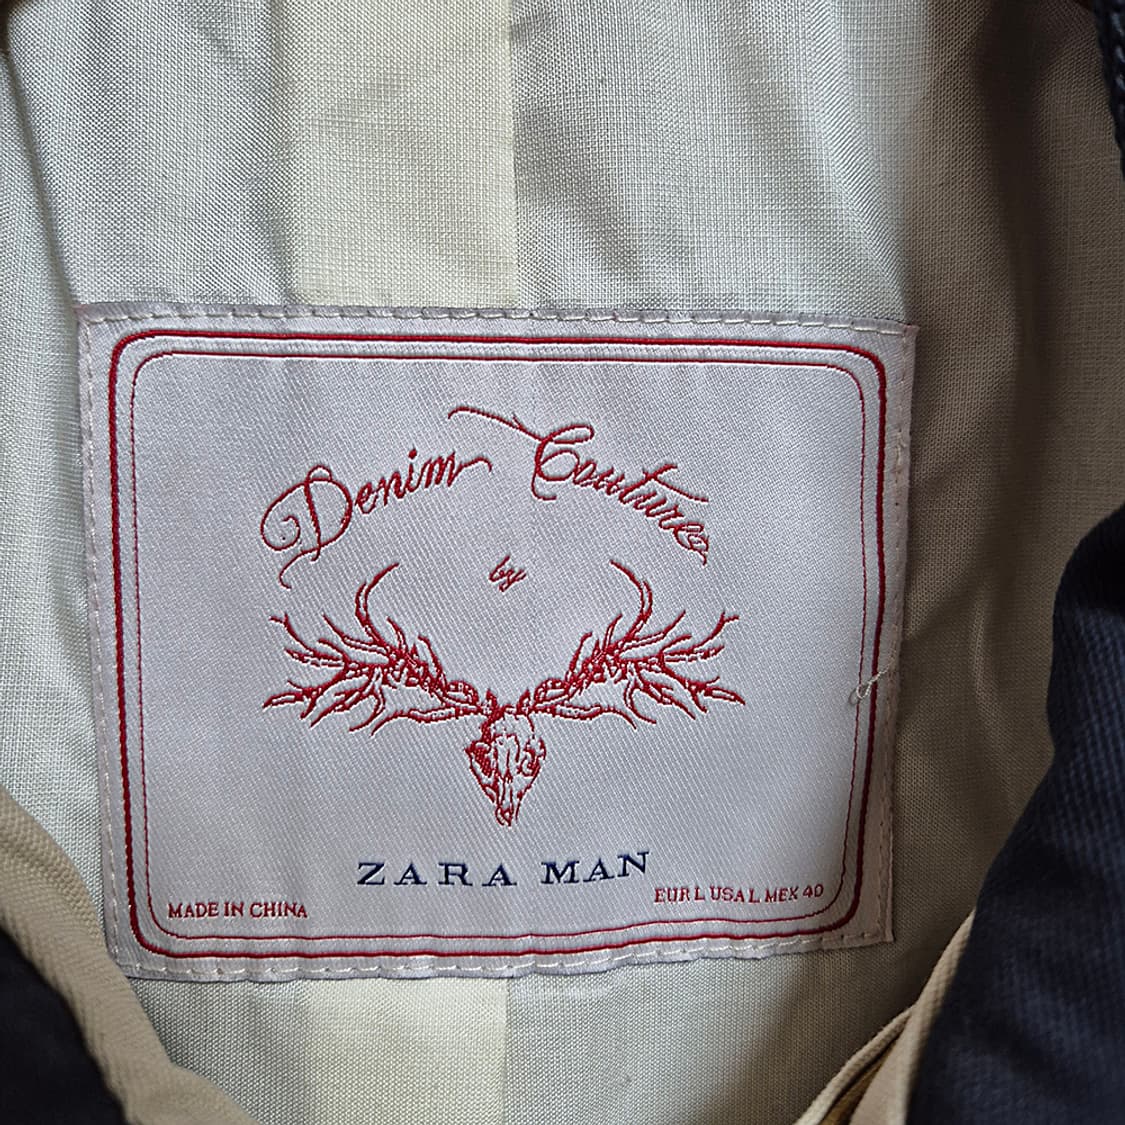 Denim Couture
by
ZARA MAN
MADE IN CHINA
EUR L USA L MEX 40